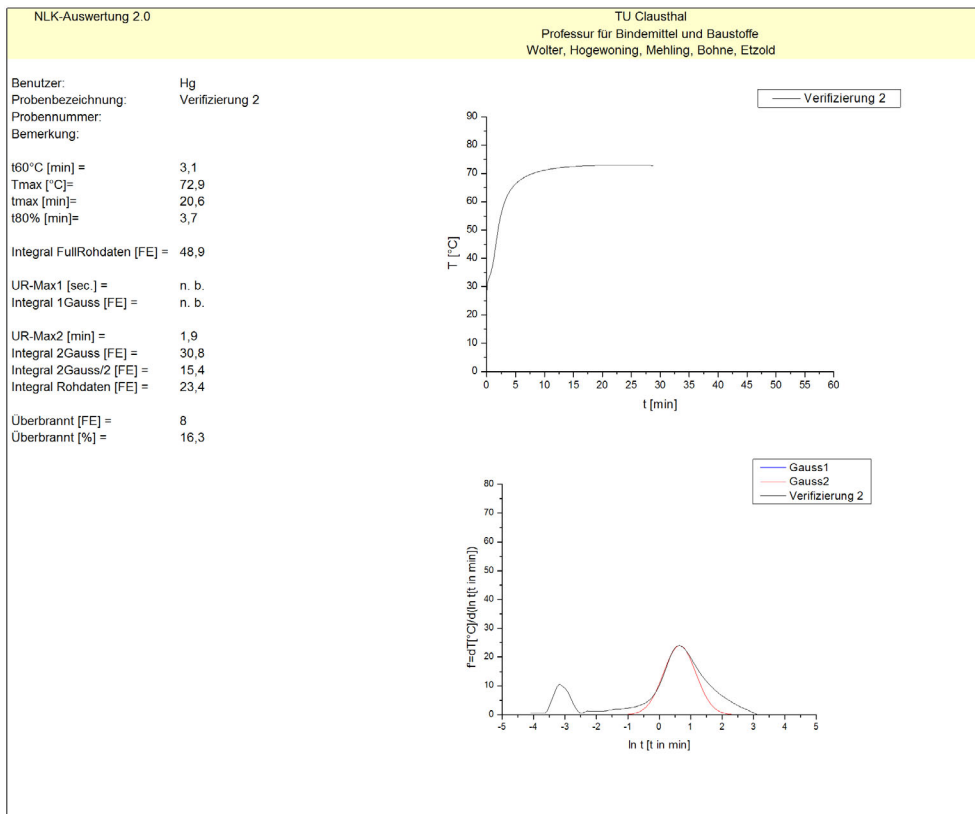 NLK-Auswertung 2.0
TU Clausthal
Professur für Bindemittel und Baustoffe
Wolter, Hogewoning, Mehling, Bohne, Etzold
Benutzer: Hg
Probenbezeichnung: Verifizierung 2
Probennummer:
Bemerkung:
t60°C [min] = 3,1
Tmax [°C]= 72,9
tmax [min]= 20,6
t80% [min]= 3,7
Integral FullRohdaten [FE] = 48,9
UR-Max1 [sec.] = n. b.
Integral 1Gauss [FE] = n. b.
UR-Max2 [min] = 1,9
Integral 2Gauss [FE] = 30,8
Integral 2Gauss/2 [FE] = 15,4
Integral Rohdaten [FE] = 23,4
Überbrannt [FE] = 8
Überbrannt [%] = 16,3
Verifizierung 2
90
80
70
60
50
40
30
20
10
0
T [°C]
0 5 10 15 20 25 30 35 40 45 50 55 60
t [min]
Gauss1
Gauss2
Verifizierung 2
80
70
60
50
40
30
20
10
0
f'=dT[°C]/d(ln t[t in min])
-5 -4 -3 -2 -1 0 1 2 3 4 5
ln t [t in min]